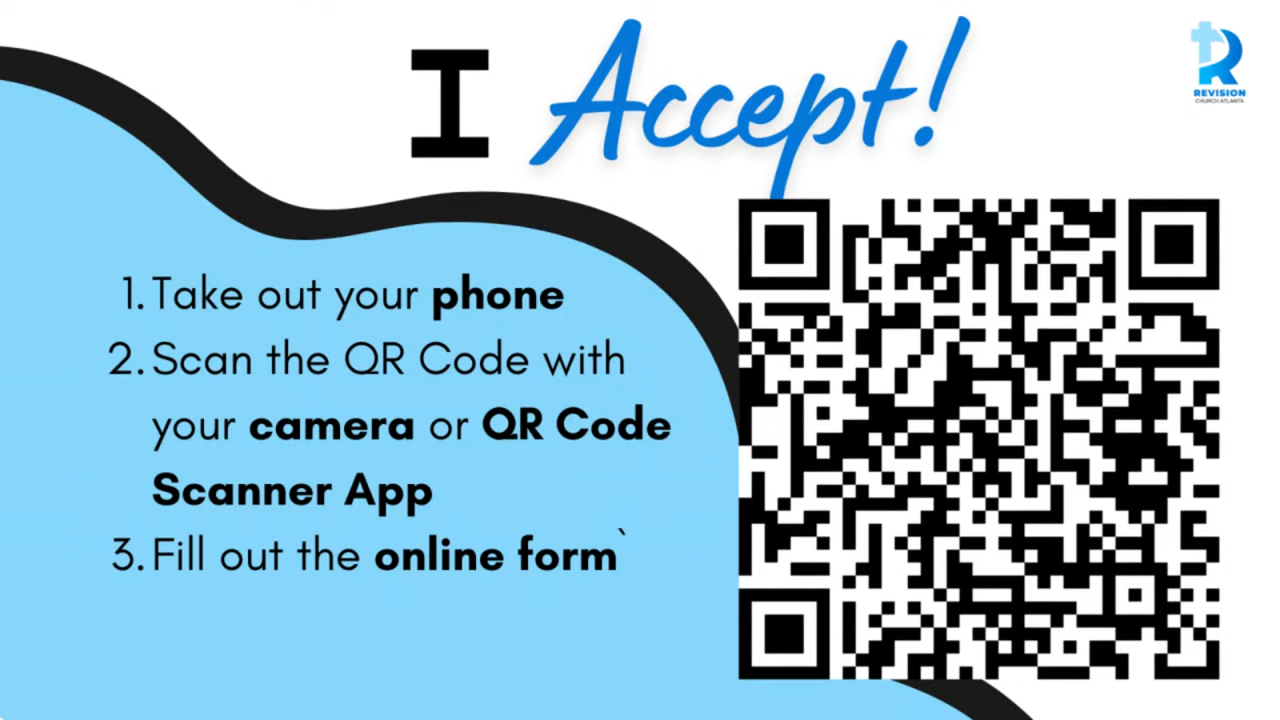 I Accept!
REVISION
CHURCH ATLANTA
1. Take out your phone
2. Scan the QR Code with
your camera or QR Code
Scanner App
3. Fill out the online form`